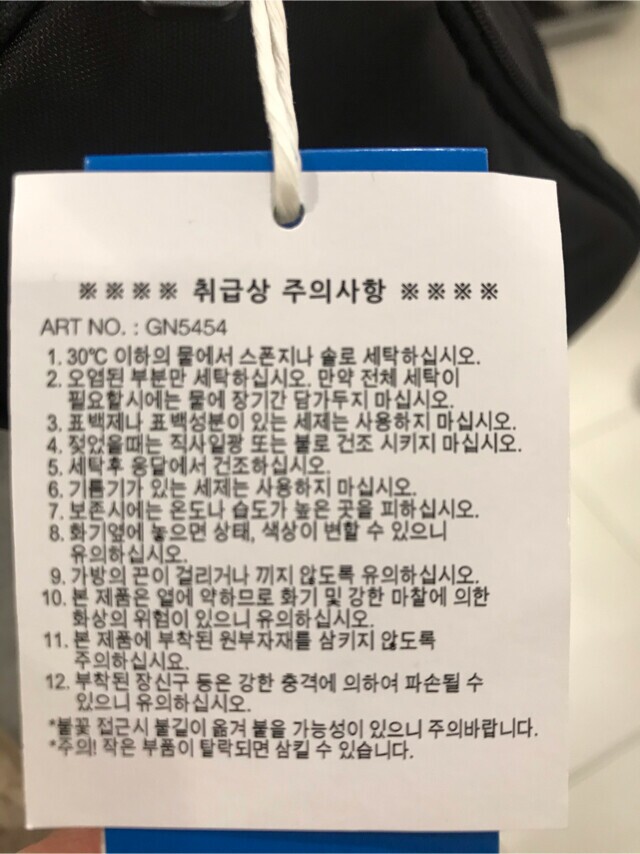 ※※※※ 취급상 주의사항 ※※※※
ART NO. : GN5454
1. 30℃ 이하의 물에서 스폰지나 솔로 세탁하십시오.
2. 오염된 부분만 세탁하십시오. 만약 전체 세탁이
필요할시에는 물에 장기간 담가두지 마십시오.
3. 표백제나 표백성분이 있는 세제는 사용하지 마십시오.
4. 젖었을때는 직사일광 또는 불로 건조 시키지 마십시오.
5. 세탁후 응달에서 건조하십시오.
6. 기름기가 있는 세제는 사용하지 마십시오.
7. 보존시에는 온도나 습도가 높은 곳을 피하십시오.
8. 화기옆에 놓으면 상태, 색상이 변할 수 있으니
유의하십시오.
9. 가방의 끈이 걸리거나 끼지 않도록 유의하십시오.
10. 본 제품은 열에 약하므로 화기 및 강한 마찰에 의한
화상의 위험이 있으니 유의하십시오.
11. 본 제품에 부착된 원부자재를 삼키지 않도록
주의하십시요.
12. 부착된 장신구 등은 강한 충격에 의하여 파손될 수
있으니 유의하십시오.
*불꽃 접근시 불길이 옮겨 붙을 가능성이 있으니 주의바랍니다.
*주의! 작은 부품이 탈락되면 삼킬 수 있습니다.